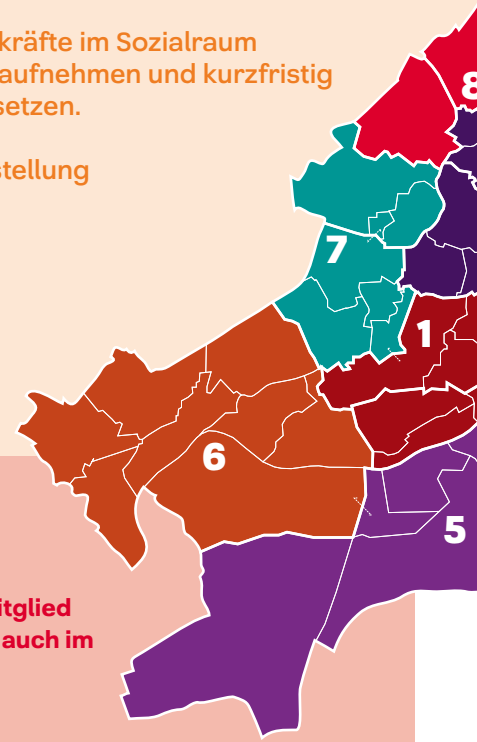 kräfte im Sozialraum
aufnehmen und kurzfristig
setzen.
stellung
8
7
1
6
5
itglied
auch im